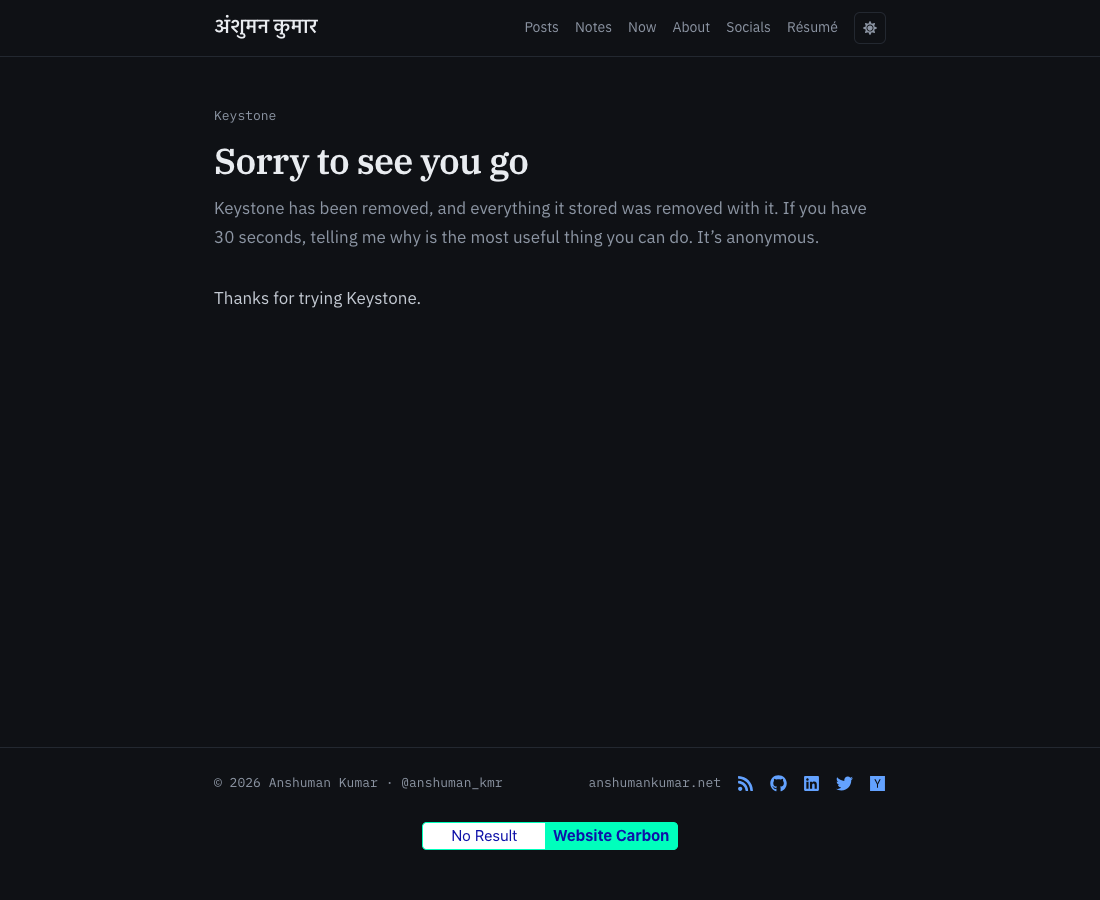 अंशुमन कुमार
Posts Notes Now About Socials Résumé
Keystone
Sorry to see you go
Keystone has been removed, and everything it stored was removed with it. If you have
30 seconds, telling me why is the most useful thing you can do. It’s anonymous.
Thanks for trying Keystone.
© 2026 Anshuman Kumar · @anshuman_kmr anshumankumar.net
No Result Website Carbon